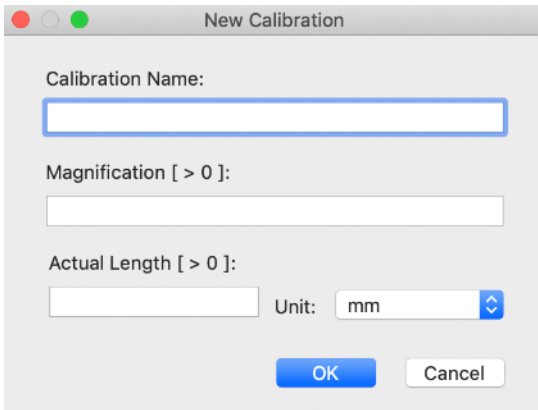 New Calibration
Calibration Name:
Magnification [ > 0 ]:
Actual Length [ > 0 ]:
Unit: mm
OK Cancel